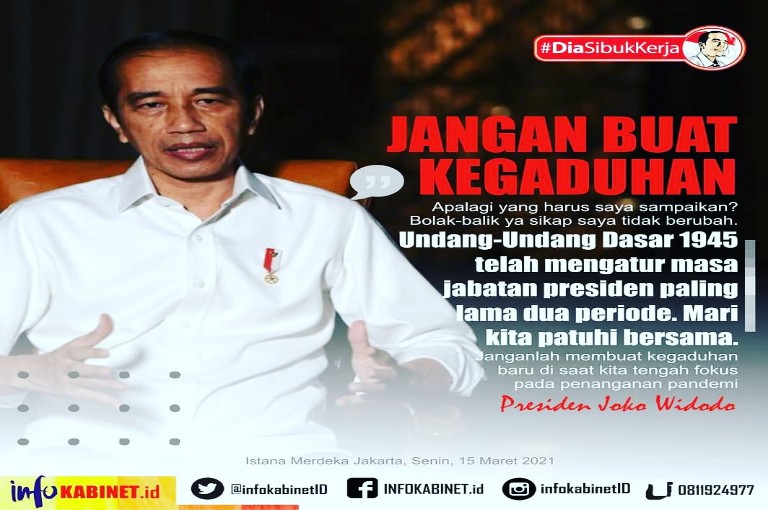 #DiaSibukKerja
JANGAN BUAT
KEGADUHAN
Apalagi yang harus saya sampaikan?
Bolak-balik ya sikap saya tidak berubah.
Undang-Undang Dasar 1945
telah mengatur masa
jabatan presiden paling
lama dua periode. Mari
kita patuhi bersama.
Janganlah membuat kegaduhan
baru di saat kita tengah fokus
pada penanganan pandemi
Presiden Joko Widodo
Istana Merdeka Jakarta, Senin, 15 Maret 2021
info KABINET.id
@infokabinetID
INFOKABINET.id
infokabinetID
0811924977